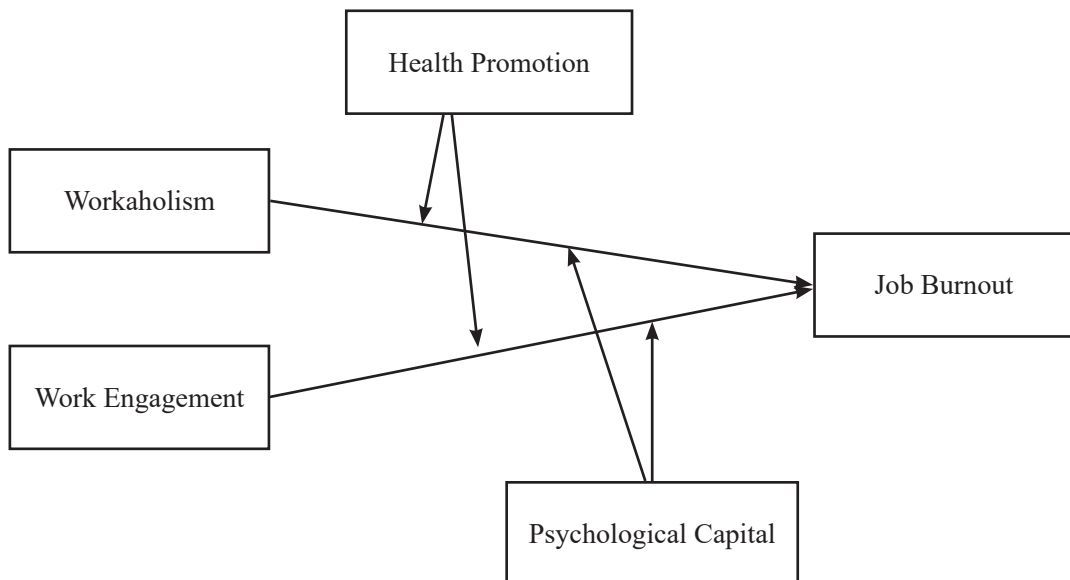 Health Promotion
Workaholism
Job Burnout
Work Engagement
Psychological Capital